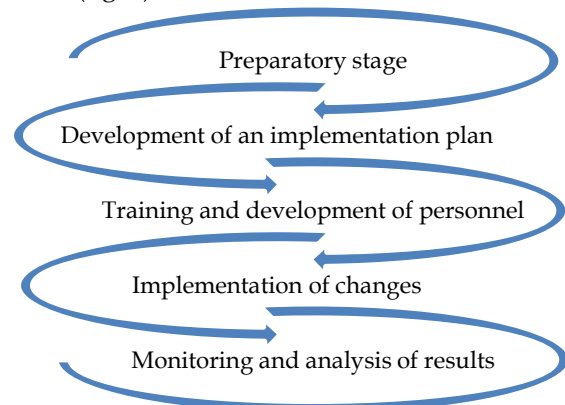 Preparatory stage
Development of an implementation plan
Training and development of personnel
Implementation of changes
Monitoring and analysis of results